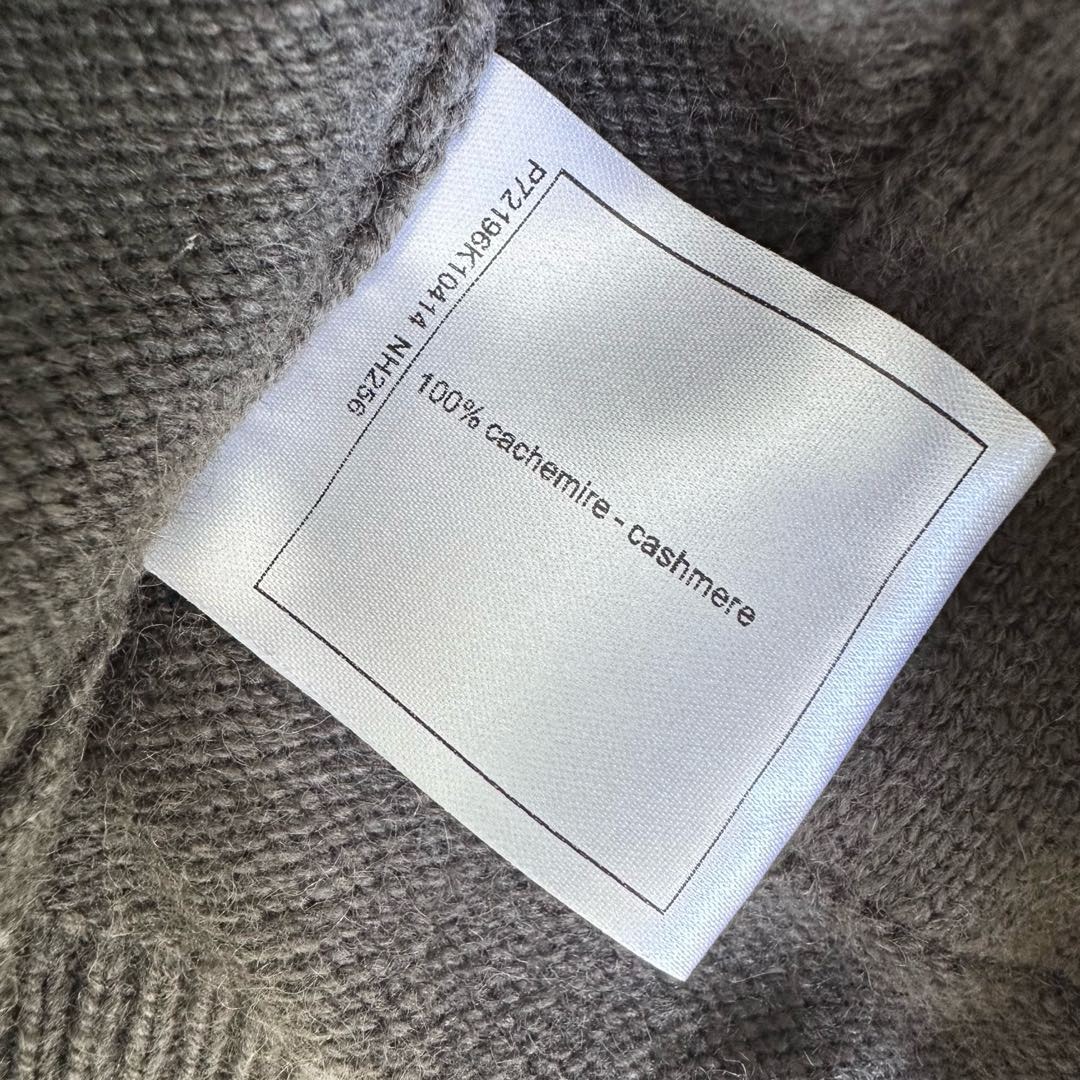 P72196K10414 NH256
100% cachemire - cashmere